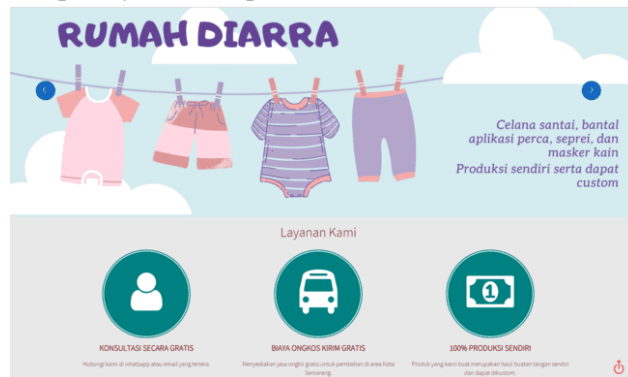 RUMAH DIARRA
Celana santai, bantal
aplikasi perca, seprei, dan
masker kain
Produksi sendiri serta dapat
custom
Layanan Kami
1
KONSULTASI SECARA GRATIS
BIAYA ONGKOS KIRIM GRATIS
100% PRODUKSI SENDIRI
Hubungi kami di whatsapp atau email yang tertera.
Menyediakan jasa ongkir gratis untuk pembelian di area Kota
Semarang
Produk yang kami buat merupakan hasil buatan tangan sendiri
dan dapat dikustom.